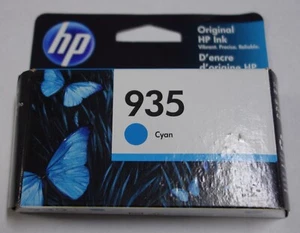 hp
Original
HP Ink
Vibrant. Precise. Reliable.
D'encre
d'origine HP
935
Cyan